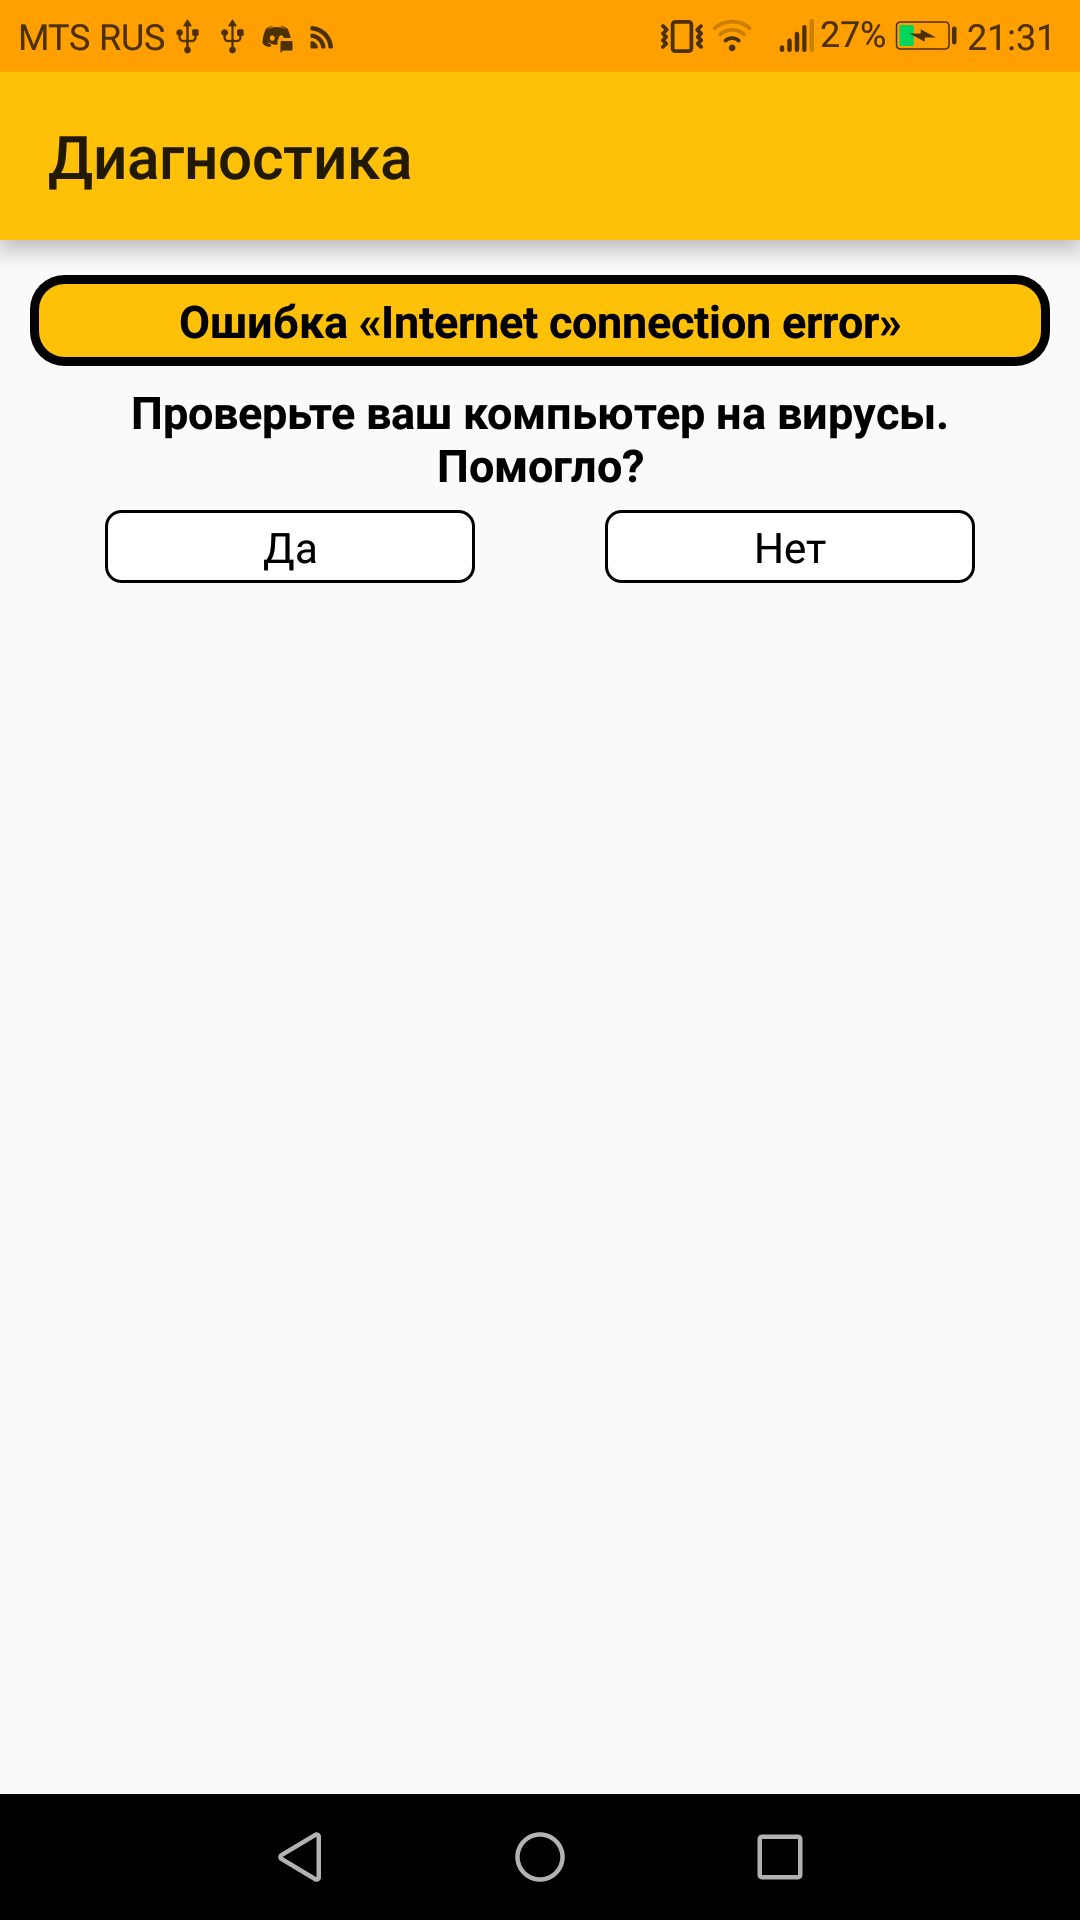 MTS RUS 27% 21:31
Диагностика
Ошибка «Internet connection error»
Проверьте ваш компьютер на вирусы.
Помогло?
Да Нет